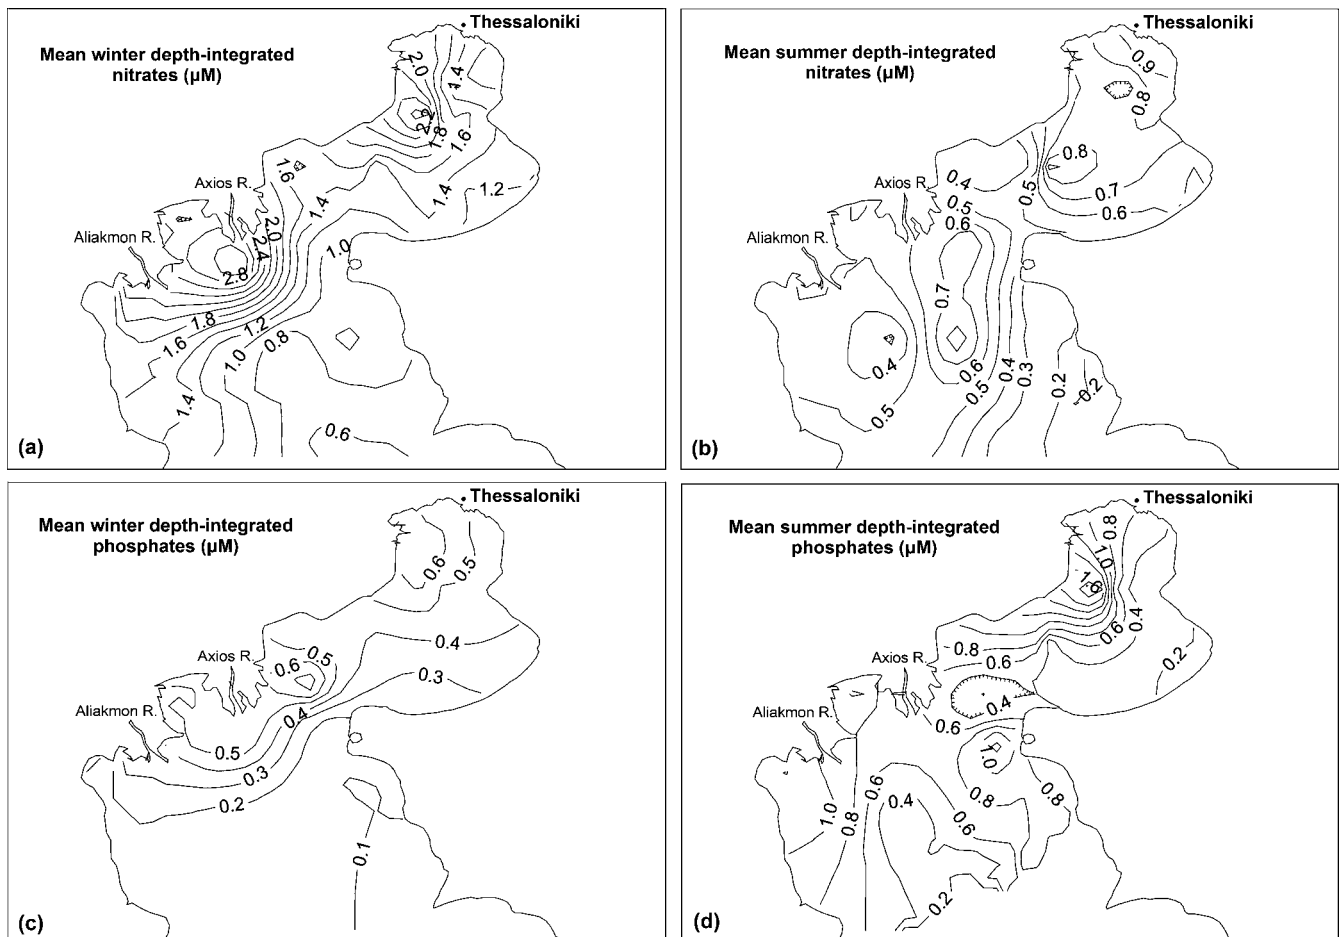 Thessaloniki
Mean winter depth-integrated
nitrates (µM)
2.0
1.4
2.2
1.8
1.6
1.6
1.4
1.2
Axios R.
1.4
2.0
2.4
1.0
Aliakmon R.
2.8
1.8
1.2
1.6
1.0
0.8
1.4
0.6
(a)
Thessaloniki
Mean summer depth-integrated
nitrates (µM)
0.9
0.8
0.8
0.4
0.5
0.7
Axios R.
0.5
0.6
0.6
Aliakmon R.
0.7
0.4
0.6
0.4
0.3
0.5
0.2
0.2
0.5
(b)
Thessaloniki
Mean winter depth-integrated
phosphates (µM)
0.6
0.5
0.4
0.5
Axios R.
0.6
0.3
Aliakmon R.
0.4
0.5
0.3
0.2
0.1
(c)
Thessaloniki
Mean summer depth-integrated
phosphates (µM)
0.8
1.0
1.6
0.4
0.6
0.8
Axios R.
0.6
0.2
0.4
Aliakmon R.
0.6
1.0
0.6
0.4
0.8
0.8
1.0
0.8
0.6
0.2
(d)